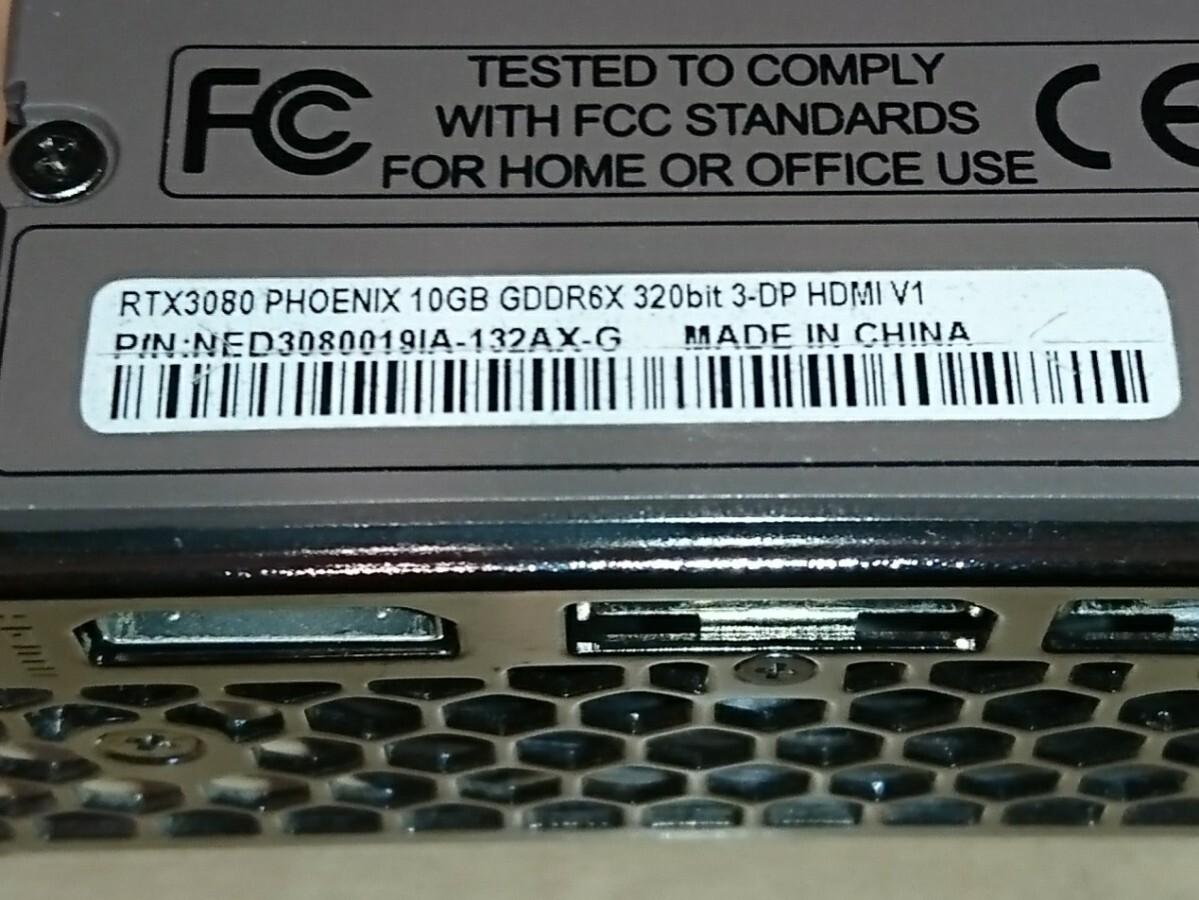 FC
TESTED TO COMPLY
WITH FCC STANDARDS
FOR HOME OR OFFICE USE
CE
RTX3080 PHOENIX 10GB GDDR6X 320bit 3-DP HDMI V1
P/N:NED3080019IA-132AX-G MADE IN CHINA